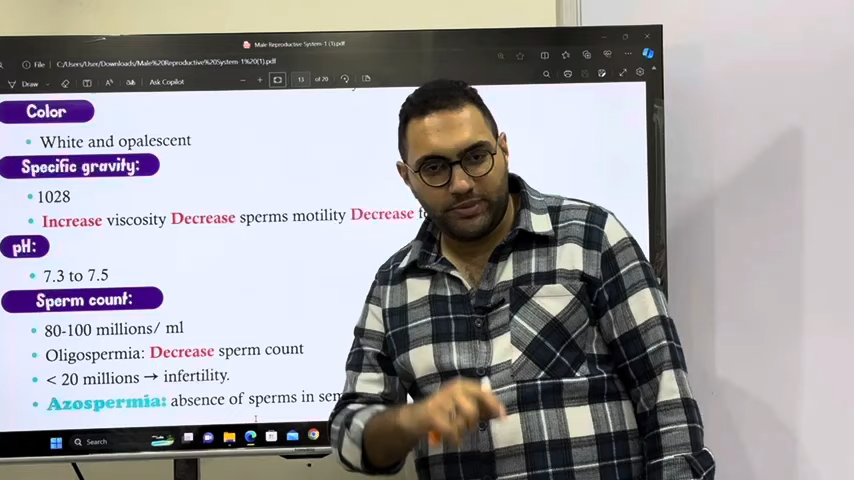 Male Reproductive System-1 (1).pdf
File C:/Users/User/Downloads/Male%20Reproductive%20System-1%20(1).pdf
Draw Ask Copilot 13 of 20
Color
• White and opalescent
Specific gravity:
• 1028
• Increase viscosity Decrease sperms motility Decrease
pH:
• 7.3 to 7.5
Sperm count:
• 80-100 millions/ ml
• Oligospermia: Decrease sperm count
• < 20 millions → infertility.
• Azospermia: absence of sperms in
Search